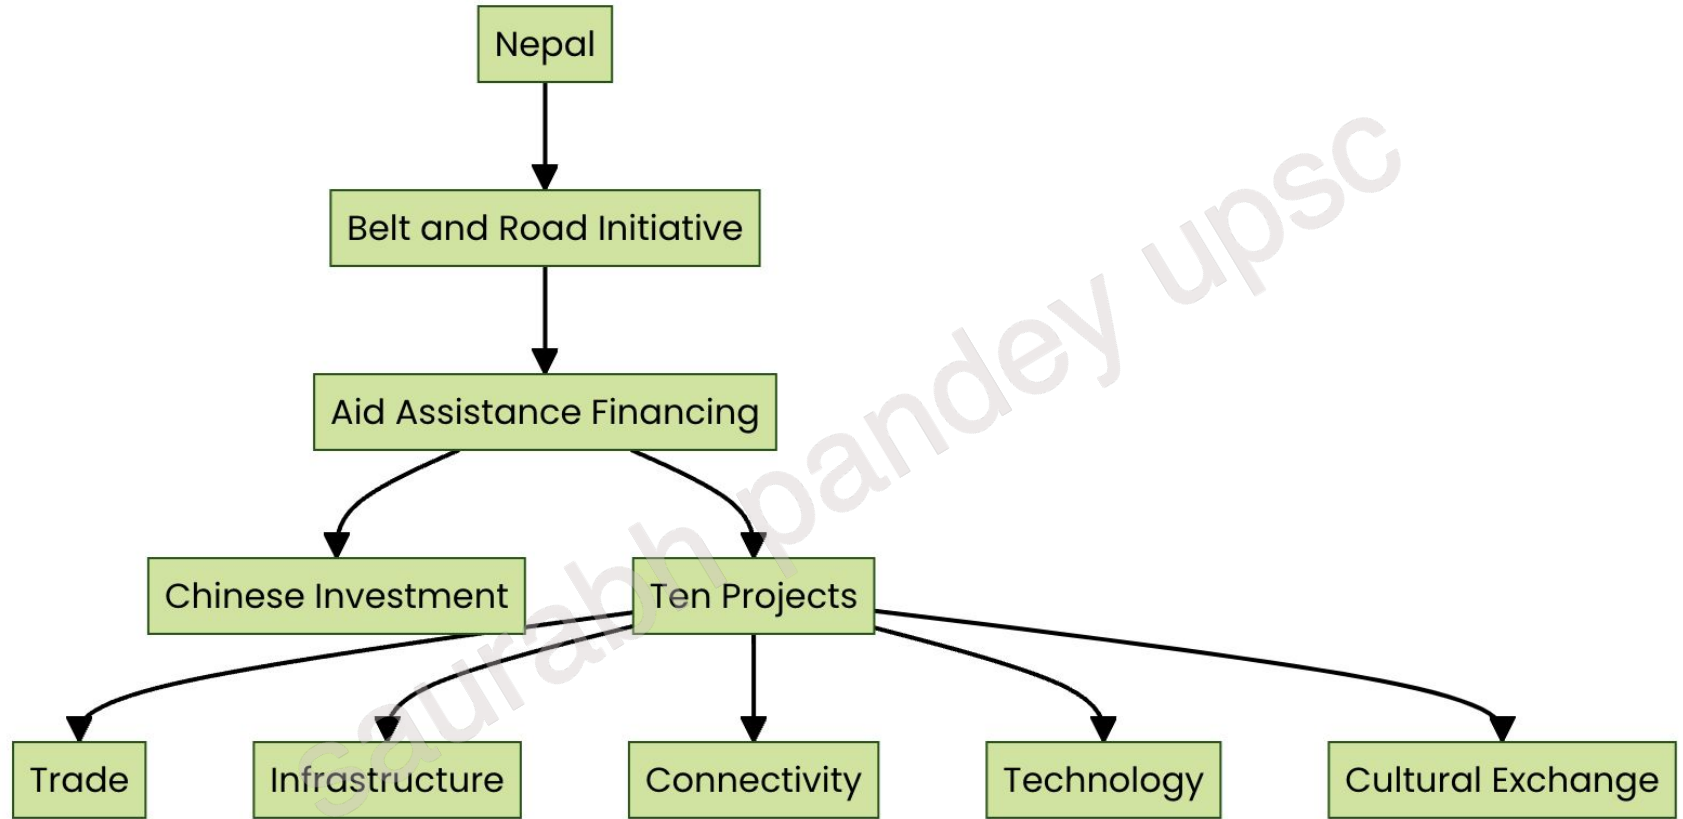 Nepal
Belt and Road Initiative
Aid Assistance Financing
Chinese Investment
Ten Projects
Trade
Infrastructure
Connectivity
Technology
Cultural Exchange
saurabh pandey upsc